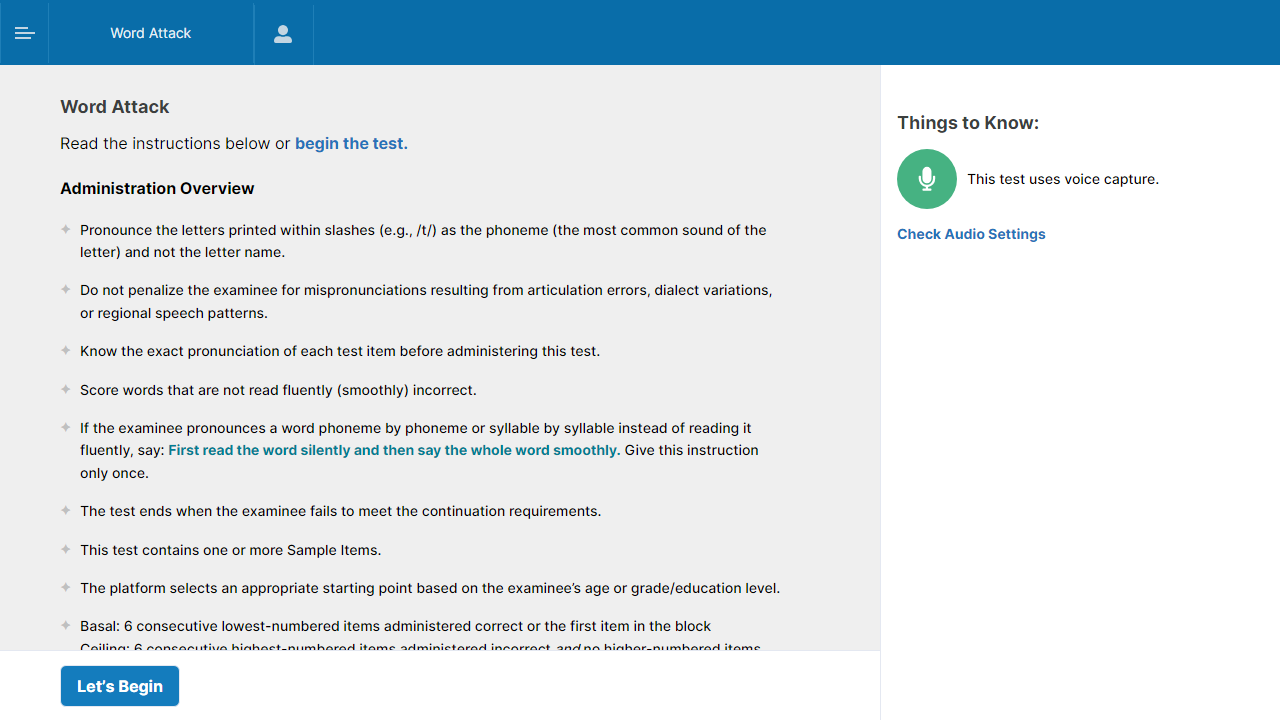 Word Attack
Word Attack
Read the instructions below or begin the test.
Administration Overview
Pronounce the letters printed within slashes (e.g., /t/) as the phoneme (the most common sound of the
letter) and not the letter name.
Do not penalize the examinee for mispronunciations resulting from articulation errors, dialect variations,
or regional speech patterns.
Know the exact pronunciation of each test item before administering this test.
Score words that are not read fluently (smoothly) incorrect.
If the examinee pronounces a word phoneme by phoneme or syllable by syllable instead of reading it
fluently, say: First read the word silently and then say the whole word smoothly. Give this instruction
only once.
The test ends when the examinee fails to meet the continuation requirements.
This test contains one or more Sample Items.
The platform selects an appropriate starting point based on the examinee’s age or grade/education level.
Basal: 6 consecutive lowest-numbered items administered correct or the first item in the block
Ceiling: 6 consecutive highest-numbered items administered incorrect and no higher-numbered items
Let’s Begin
Things to Know:
This test uses voice capture.
Check Audio Settings